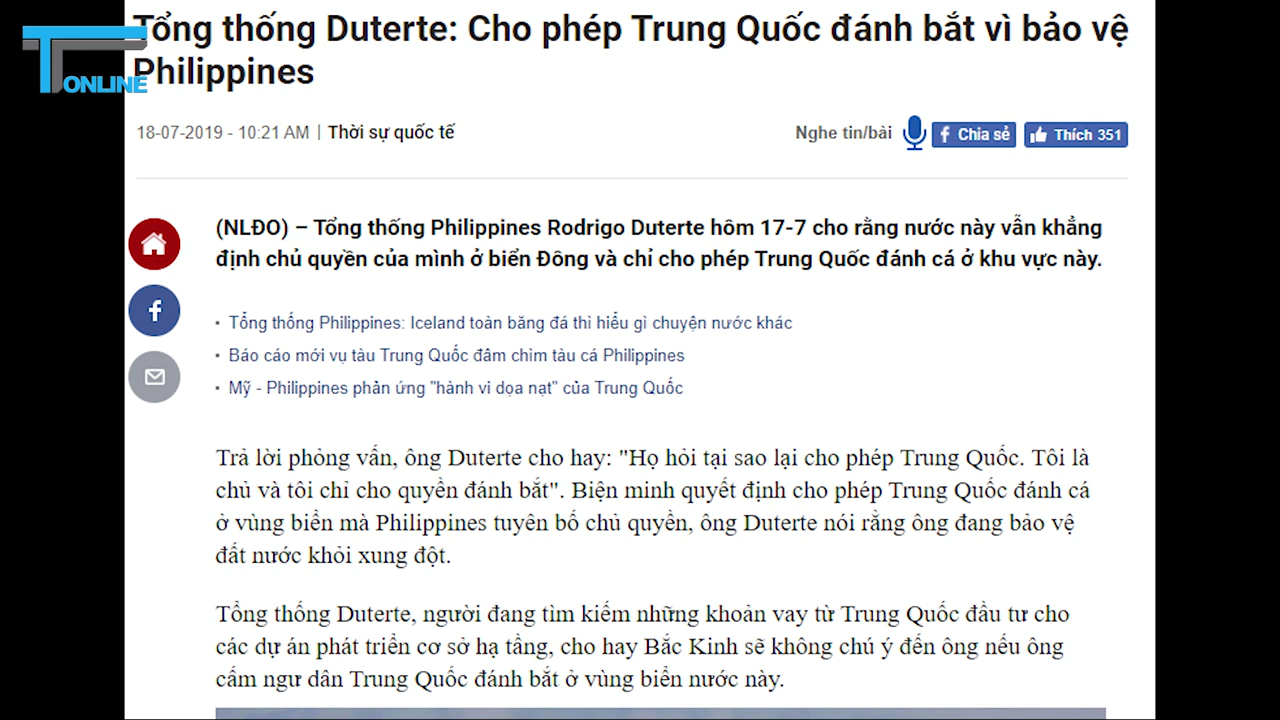 Tổng thống Duterte: Cho phép Trung Quốc đánh bắt vì bảo vệ
Philippines
T ONLINE
18-07-2019 - 10:21 AM | Thời sự quốc tế
Nghe tin/bài
Chia sẻ
Thích 351
(NLĐO) – Tổng thống Philippines Rodrigo Duterte hôm 17-7 cho rằng nước này vẫn khẳng
định chủ quyền của mình ở biển Đông và chỉ cho phép Trung Quốc đánh cá ở khu vực này.
• Tổng thống Philippines: Iceland toàn băng đá thì hiểu gì chuyện nước khác
• Báo cáo mới vụ tàu Trung Quốc đâm chìm tàu cá Philippines
• Mỹ - Philippines phản ứng "hành vi dọa nạt" của Trung Quốc
Trả lời phỏng vấn, ông Duterte cho hay: "Họ hỏi tại sao lại cho phép Trung Quốc. Tôi là
chủ và tôi chỉ cho quyền đánh bắt". Biện minh quyết định cho phép Trung Quốc đánh cá
ở vùng biển mà Philippines tuyên bố chủ quyền, ông Duterte nói rằng ông đang bảo vệ
đất nước khỏi xung đột.
Tổng thống Duterte, người đang tìm kiếm những khoản vay từ Trung Quốc đầu tư cho
các dự án phát triển cơ sở hạ tầng, cho hay Bắc Kinh sẽ không chú ý đến ông nếu ông
cấm ngư dân Trung Quốc đánh bắt ở vùng biển nước này.